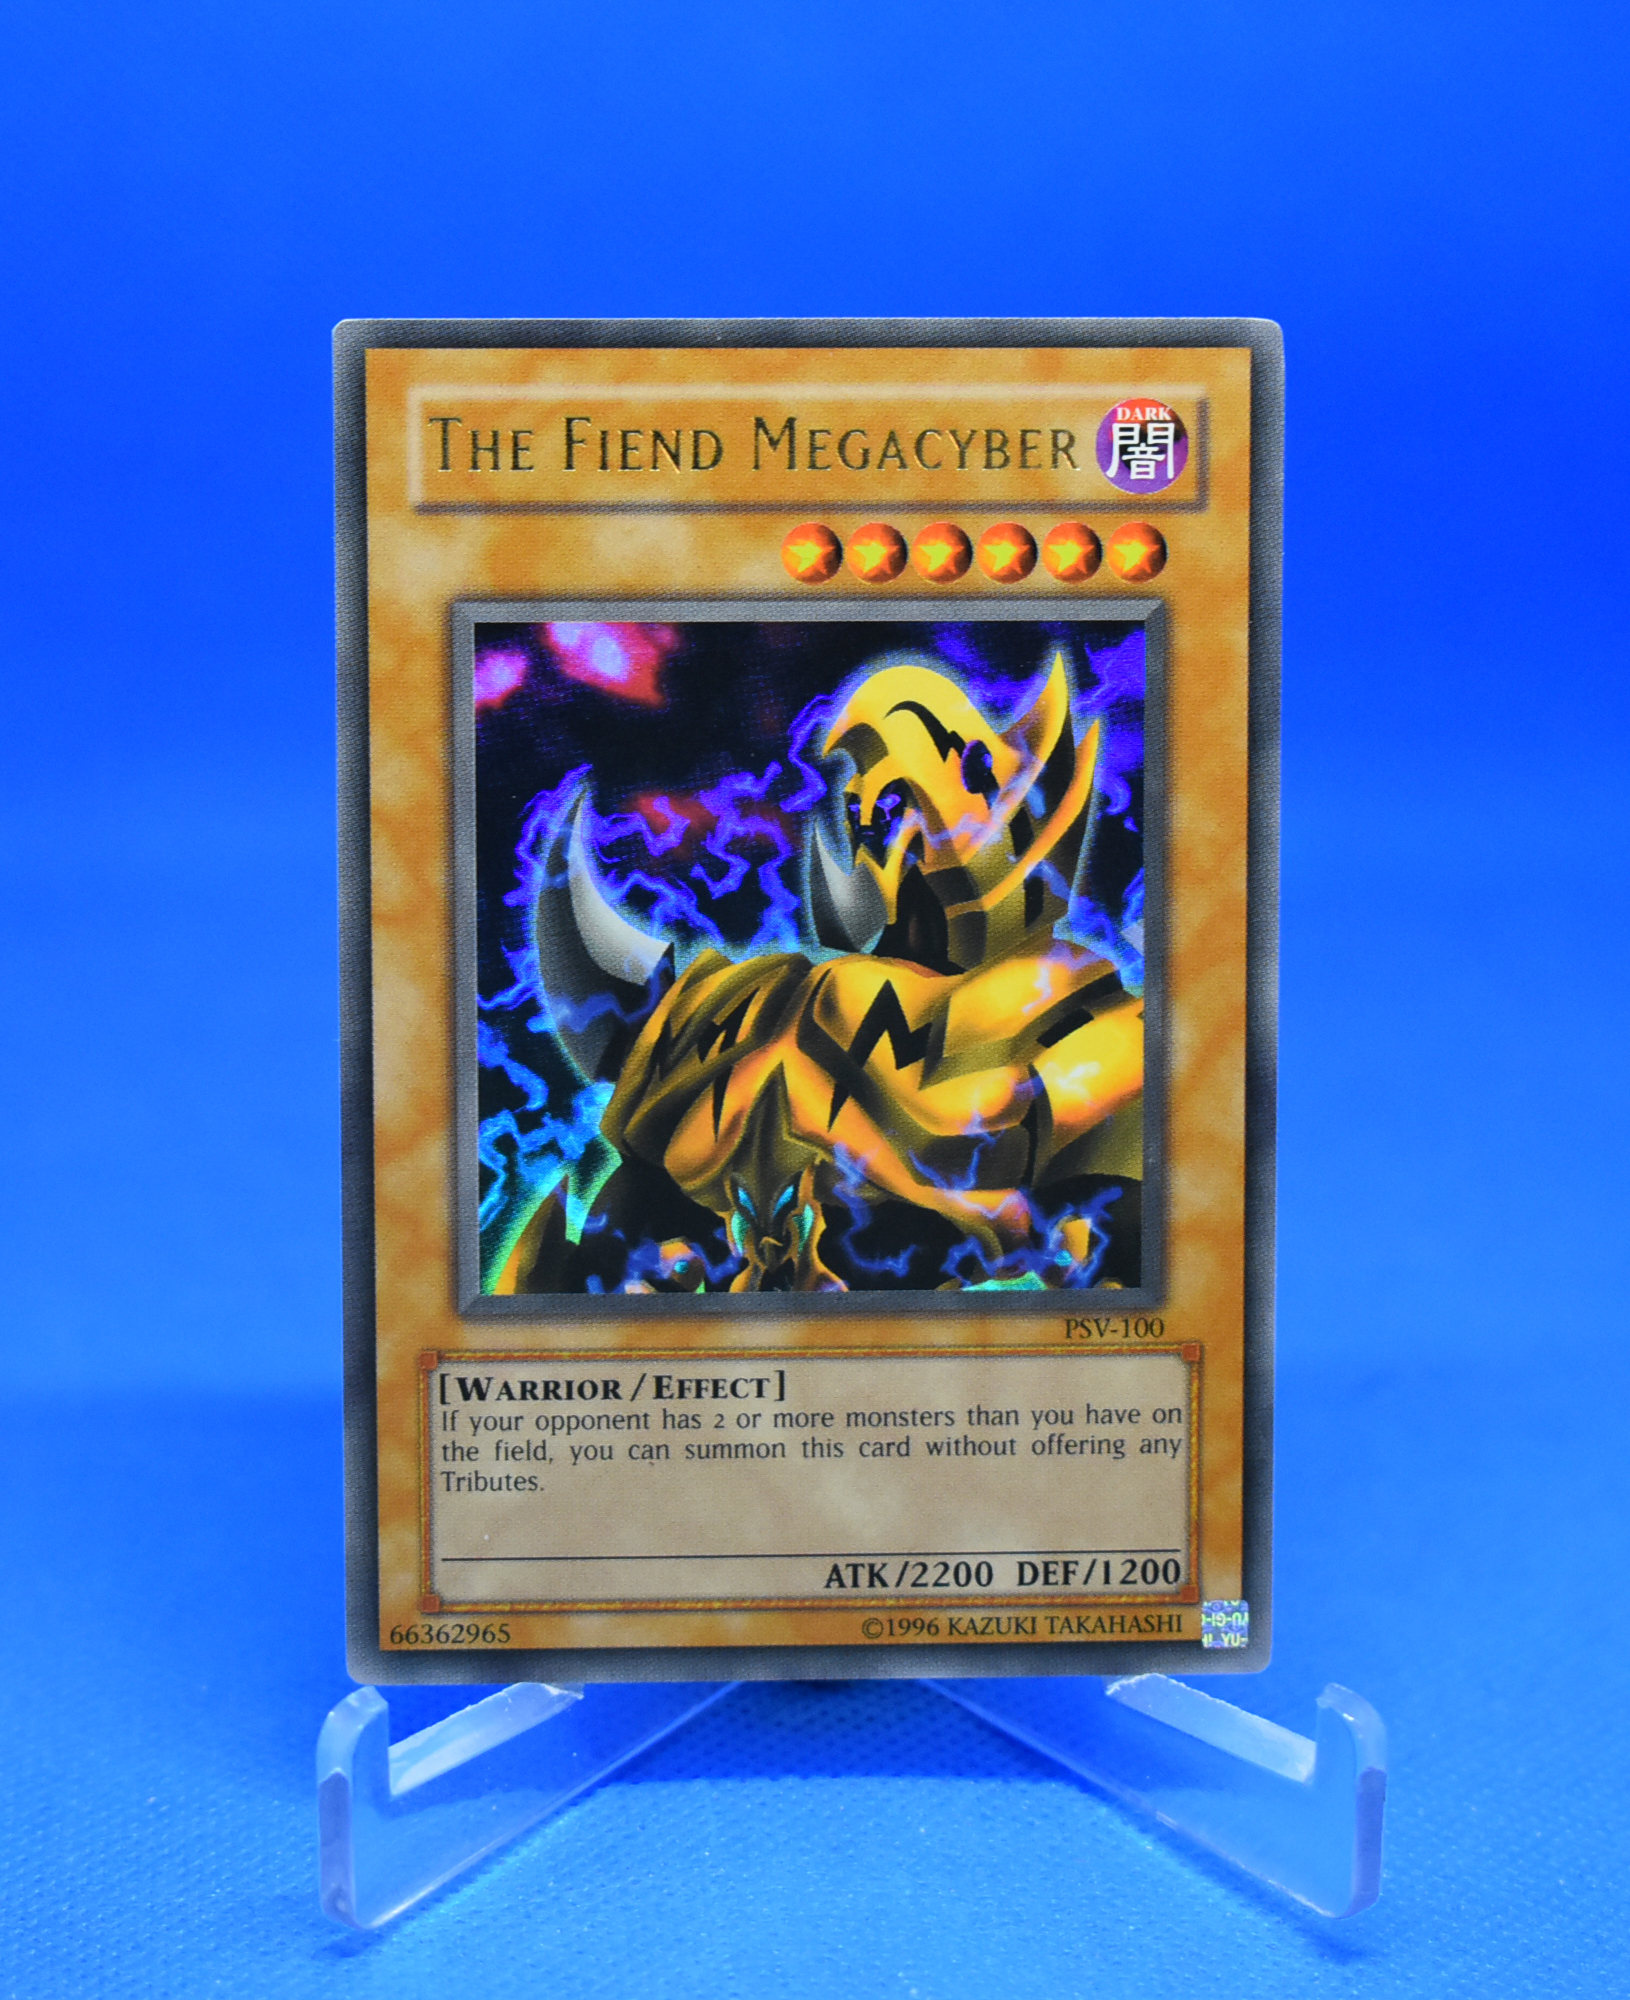 THE FIEND MEGACYBER
DARK
闇
PSV-100
[WARRIOR/EFFECT]
If your opponent has 2 or more monsters than you have on
the field, you can summon this card without offering any
Tributes.
ATK/2200 DEF/1200
66362965
©1996 KAZUKI TAKAHASHI